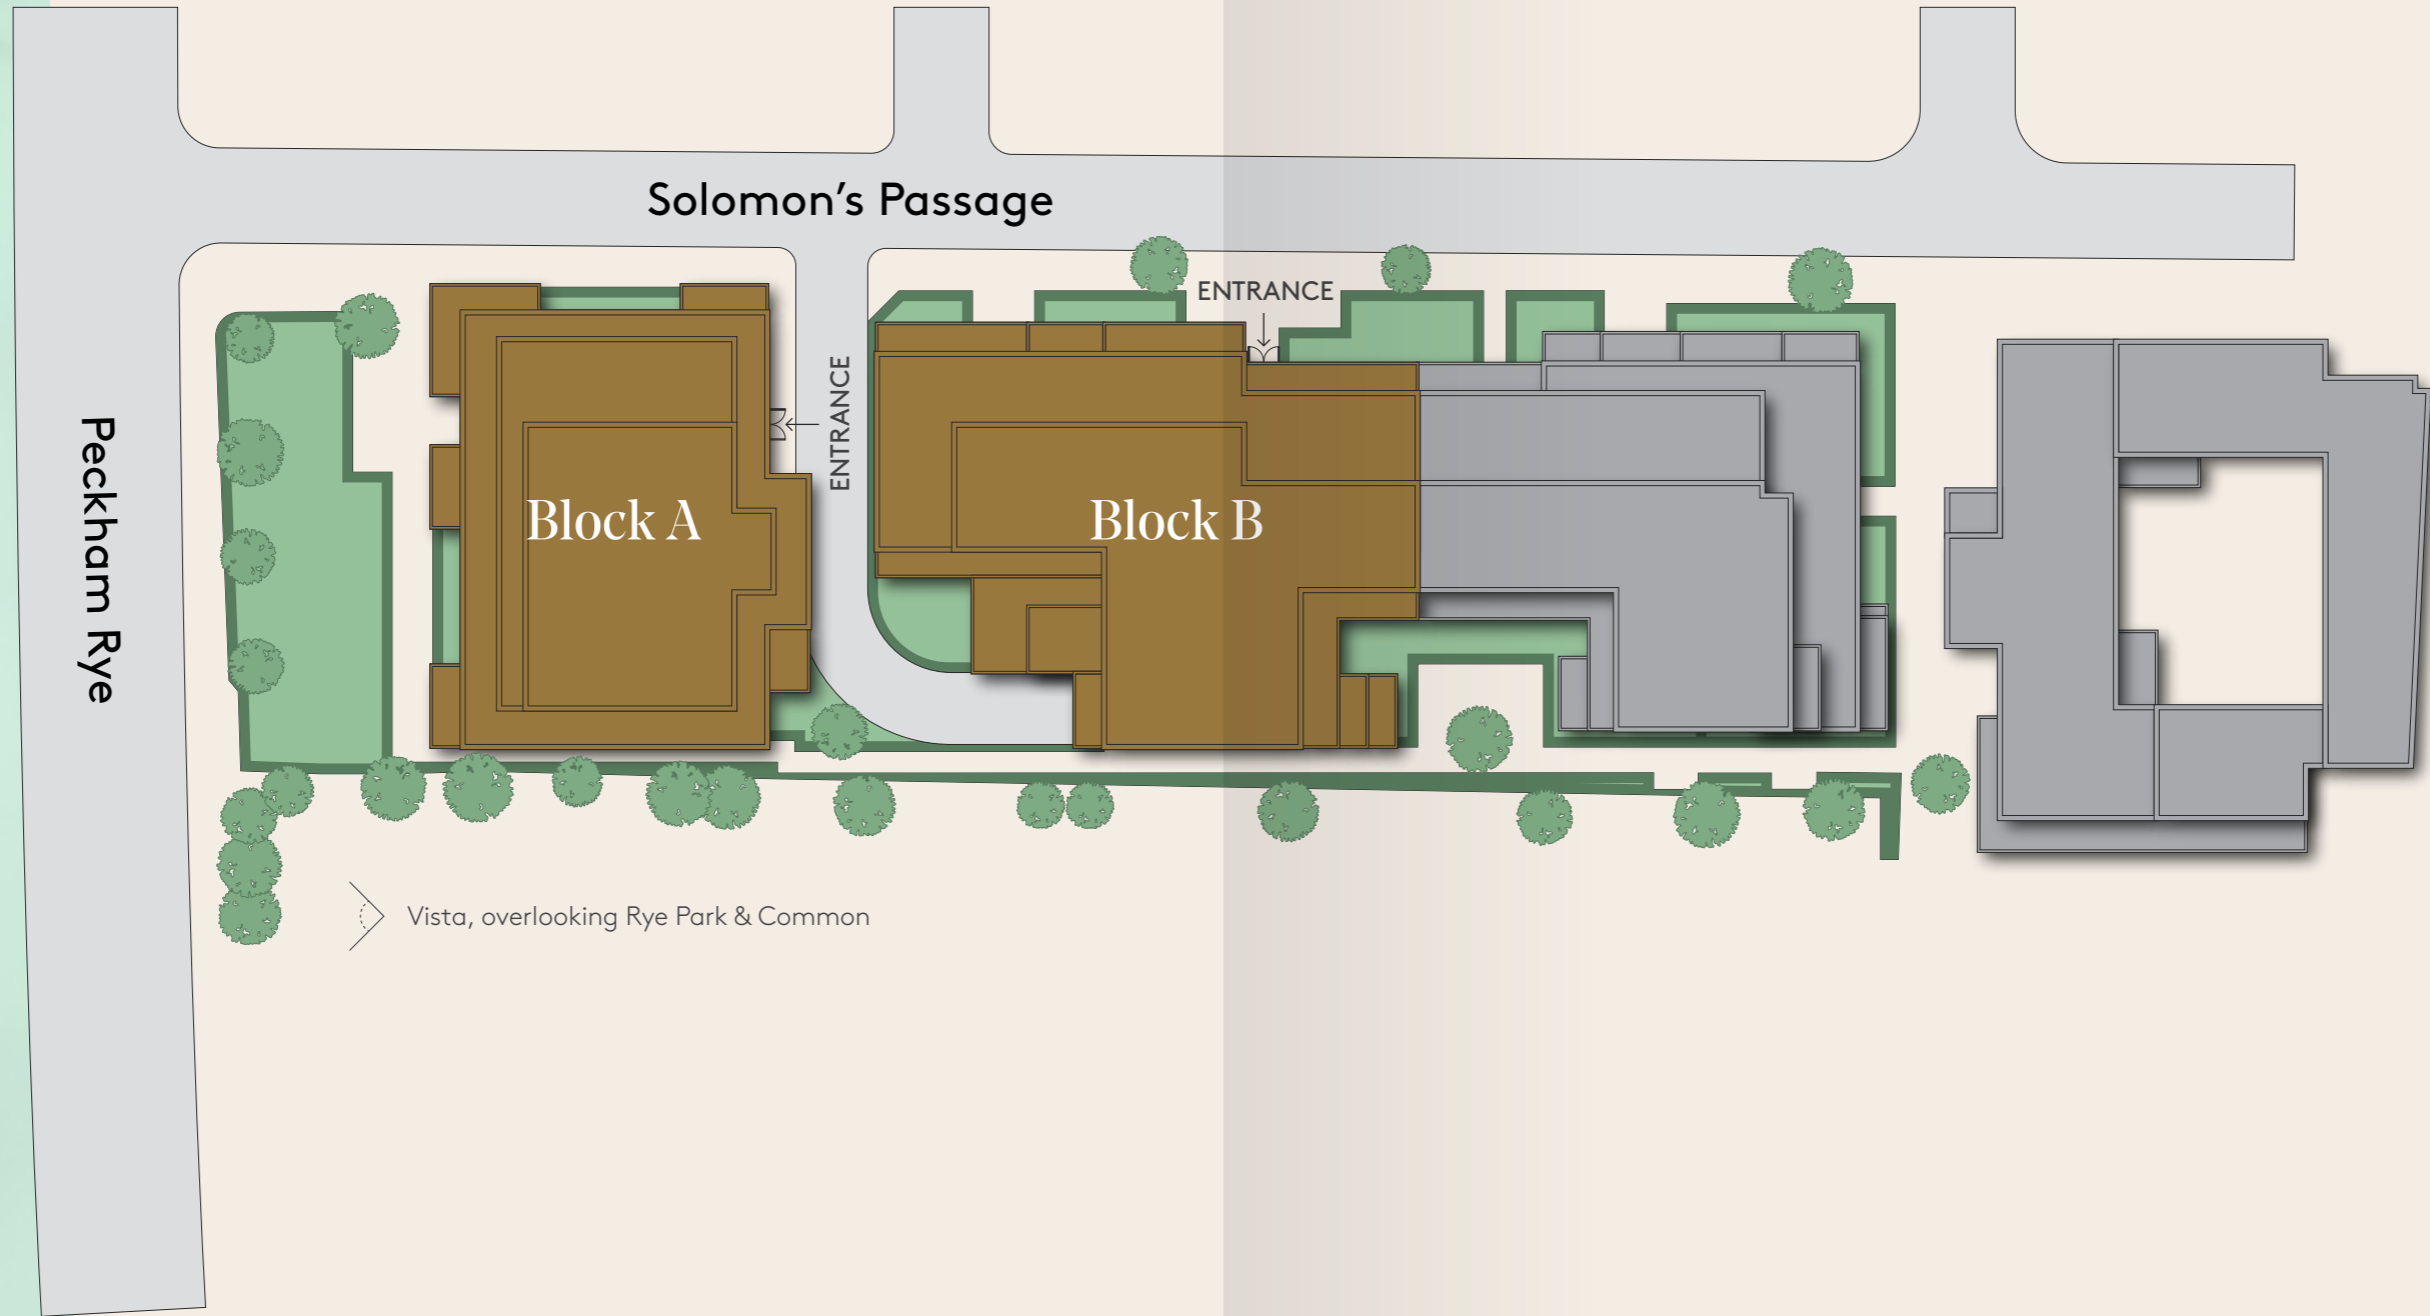 Solomon’s Passage
ENTRANCE
ENTRANCE
Peckham Rye
Block A
Block B
Vista, overlooking Rye Park & Common